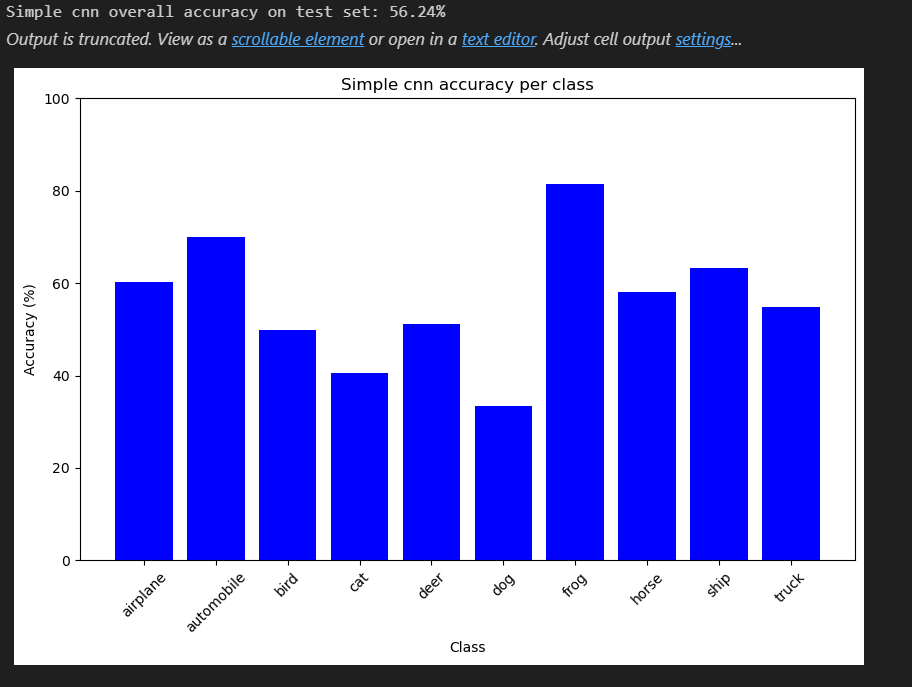 Simple cnn overall accuracy on test set: 56.24%
Output is truncated. View as a scrollable element or open in a text editor. Adjust cell output settings...
Simple cnn accuracy per class
100
80
60
40
20
0
Accuracy (%)
airplane
automobile
bird
cat
deer
dog
frog
horse
ship
truck
Class